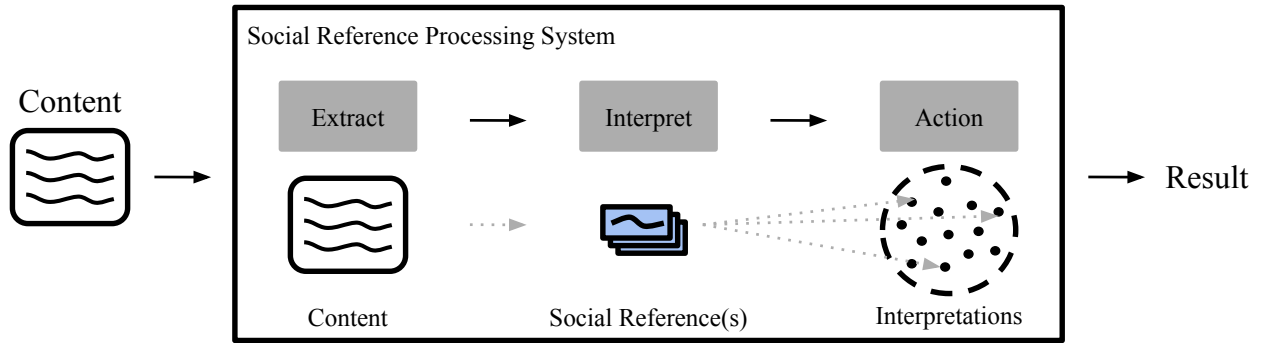 Social Reference Processing System
Content
Extract
Interpret
Action
Result
Content
Social Reference(s)
Interpretations